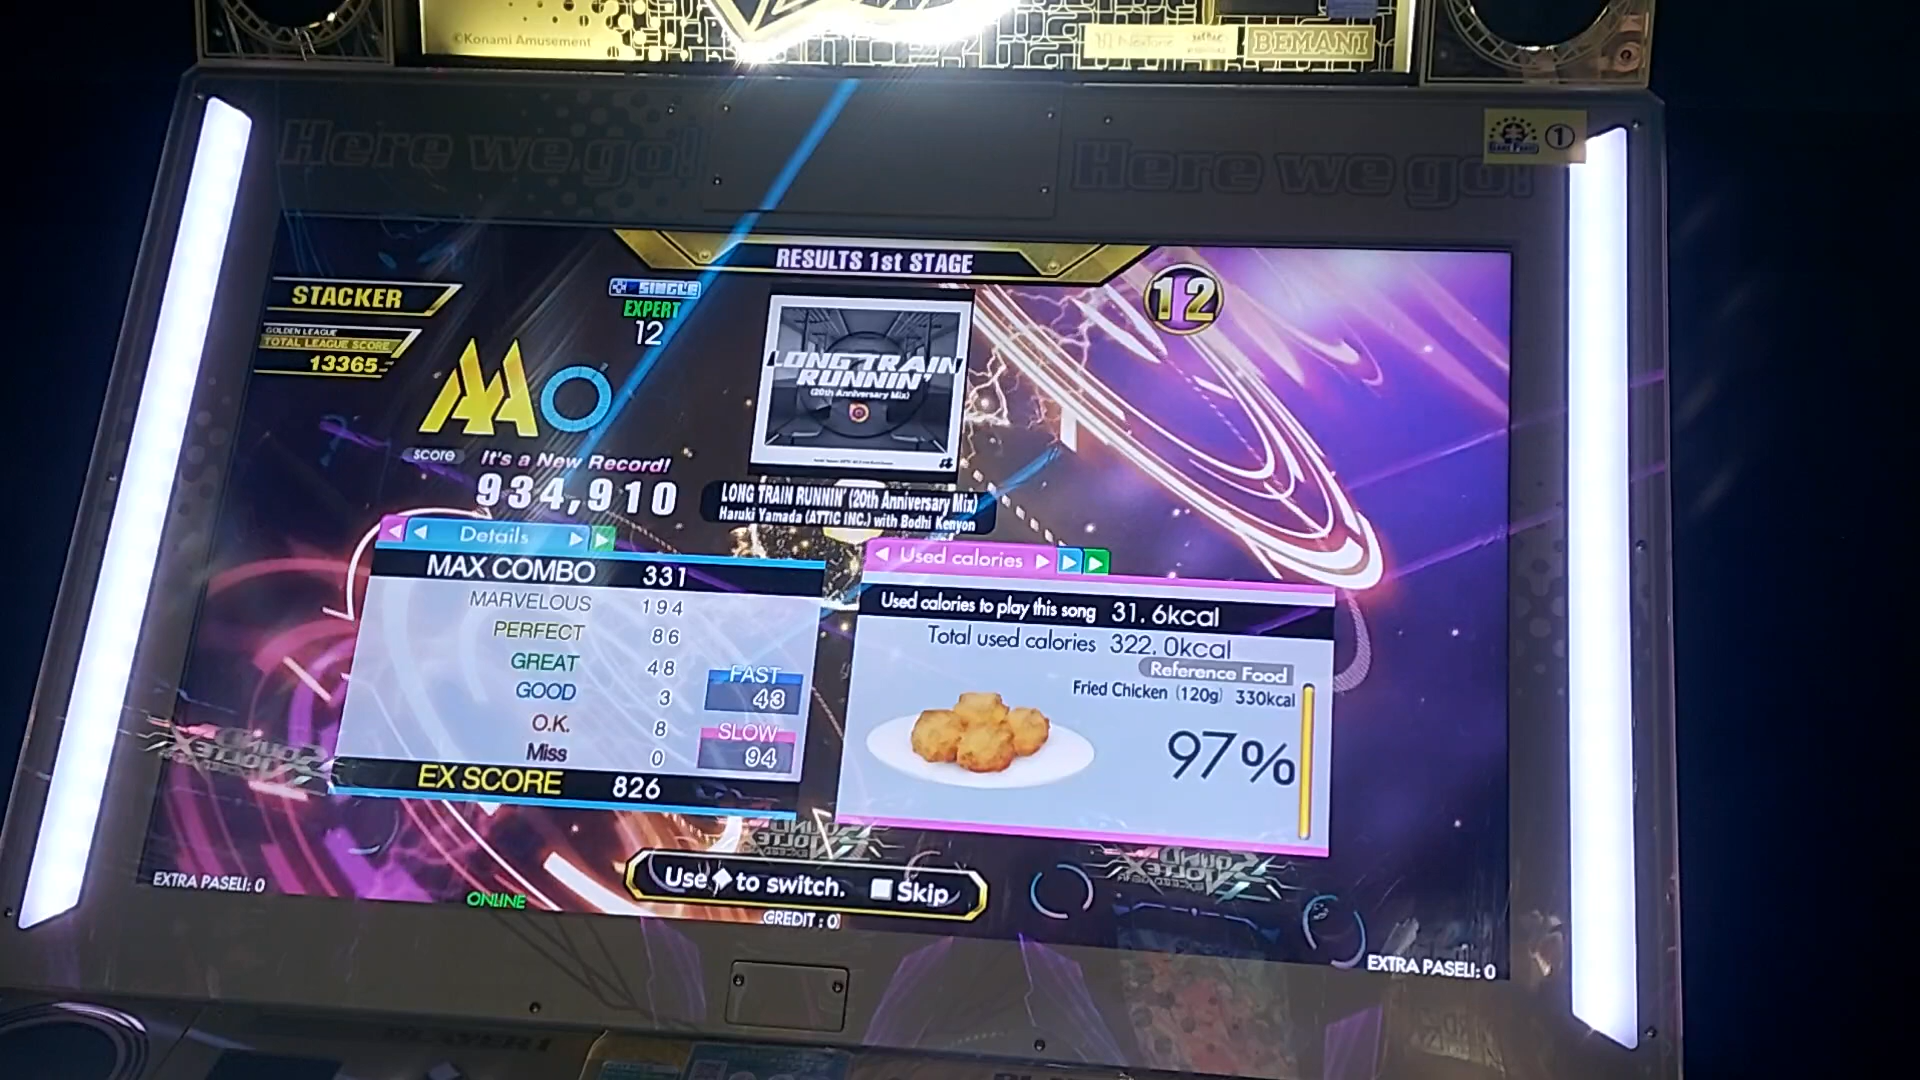 ©Konami Amusement
BEMANI
Here we go!
Here we go!
1
RESULTS 1st STAGE
STACKER
GOLDEN LEAGUE
TOTAL LEAGUE SCORE
13365
SINGLE
EXPERT
12
12
AA
LONG TRAIN
RUNNIN'
(20th Anniversary Mix)
score
It's a New Record!
934,910
LONG TRAIN RUNNIN' (20th Anniversary Mix)
Haruki Yamada (ATTIC INC.) with Bodhi Kenyon
Details
MAX COMBO 331
MARVELOUS 194
PERFECT 86
GREAT 48
GOOD 3
O.K. 8
Miss 0
FAST
43
SLOW
94
EX SCORE 826
Used calories
Used calories to play this song 31.6kcal
Total used calories 322.0kcal
Reference Food
Fried Chicken (120g) 330kcal
97%
Use ◆ to switch. Skip
EXTRA PASELI: 0
ONLINE
CREDIT : 0
EXTRA PASELI: 0
PLAYER 1